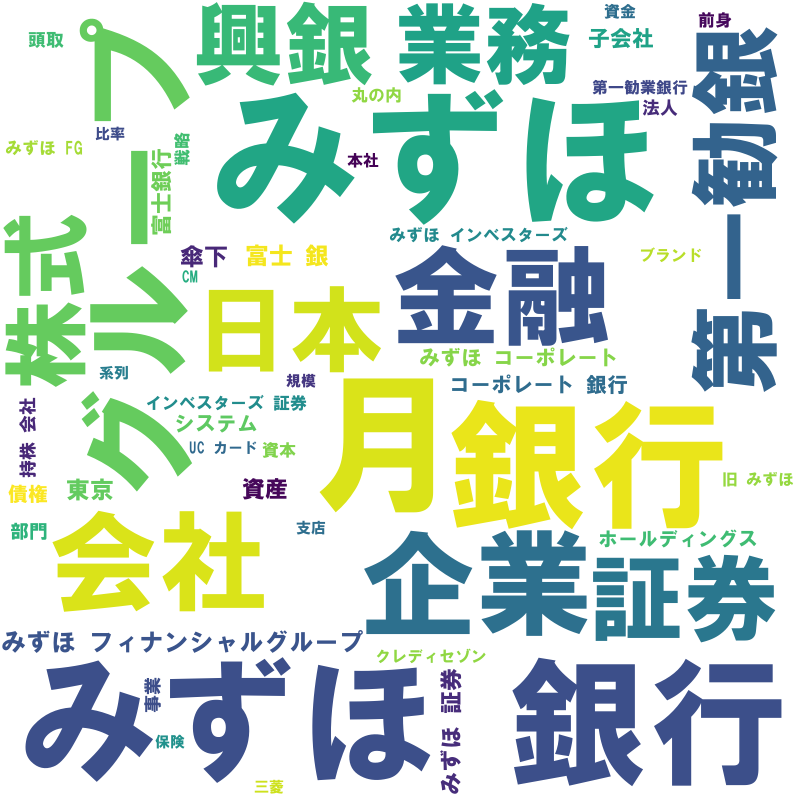 頭取
プ
興銀
業務
資金
子会社
前身
第一勧銀
丸の内
第一勧業銀行
法人
みずほ
比率
みずほ FG
戦略
富士銀行
本社
グループ
株式
みずほ インベスターズ
傘下
富士 銀
CM
金融
ブランド
日本
みずほ コーポレート
系列
規模
コーポレート 銀行
インベスターズ 証券
システム
持株 会社
UC カード
資本
月
銀行
旧 みずほ
債権
東京
資産
部門
支店
会社
企業
ホールディングス
証券
みずほ フィナンシャルグループ
クレディセゾン
みずほ 銀行
事業
みずほ 証券
保険
三菱